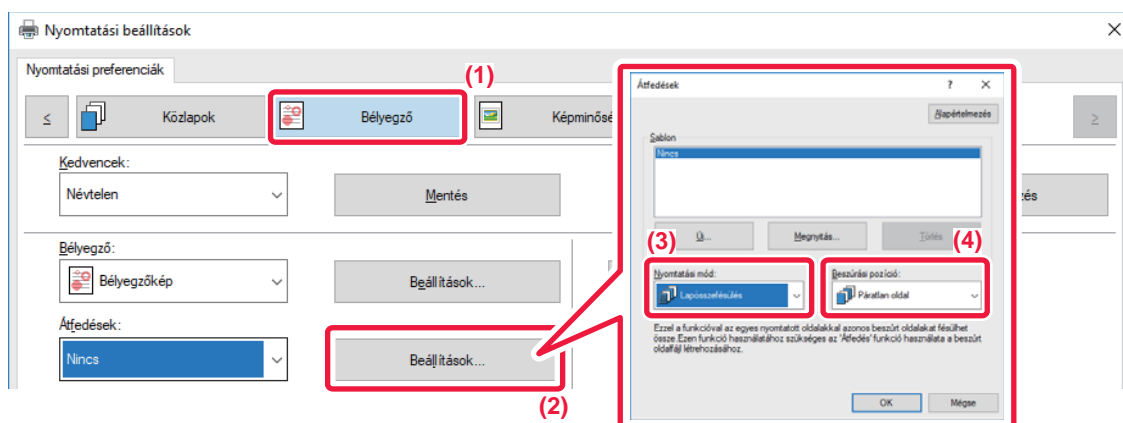 Nyomtatási beállítások
Nyomtatási preferenciák
(1)
< Közlapok Bélyegző Képminősé >
Kedvencek:
Névtelen Mentés zés
Bélyegző:
Bélyegzőkép Beállítások...
Átfedések:
Nincs Beállítások...
(2)
Átfedések ?
Alapértelmezés
Sablon
Nincs
Új... Megnyitás... Törlés
(3) (4)
Nyomtatási mód: Beszúrási pozíció:
Lapösszefésülés Páratlan oldal
Ezzel a funkcióval az egyes nyomtatott oldalakkal azonos beszúrt oldalakat fésülhet
össze.Ezen funkció használatához szükséges az 'Átfedés' funkció használata a beszúrt
oldalfájl létrehozásához.
OK Mégse